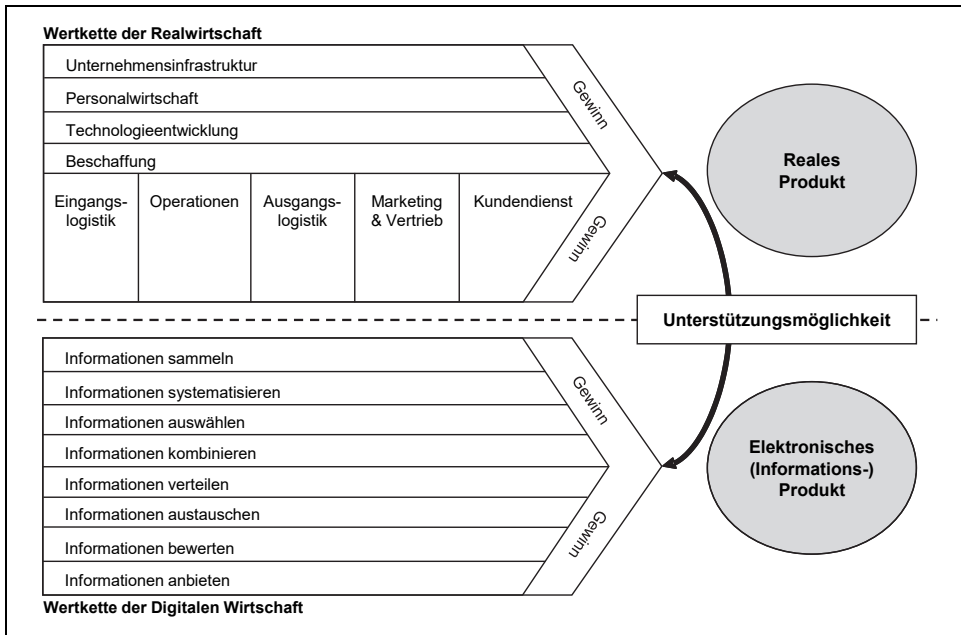 Wertkette der Realwirtschaft
Unternehmensinfrastruktur
Personalwirtschaft
Technologieentwicklung
Beschaffung
Eingangs-
logistik
Operationen
Ausgangs-
logistik
Marketing
& Vertrieb
Kundendienst
Gewinn
Gewinn
Reales
Produkt
Unterstützungsmöglichkeit
Informationen sammeln
Informationen systematisieren
Informationen auswählen
Informationen kombinieren
Informationen verteilen
Informationen austauschen
Informationen bewerten
Informationen anbieten
Gewinn
Gewinn
Elektronisches
(Informations-)
Produkt
Wertkette der Digitalen Wirtschaft